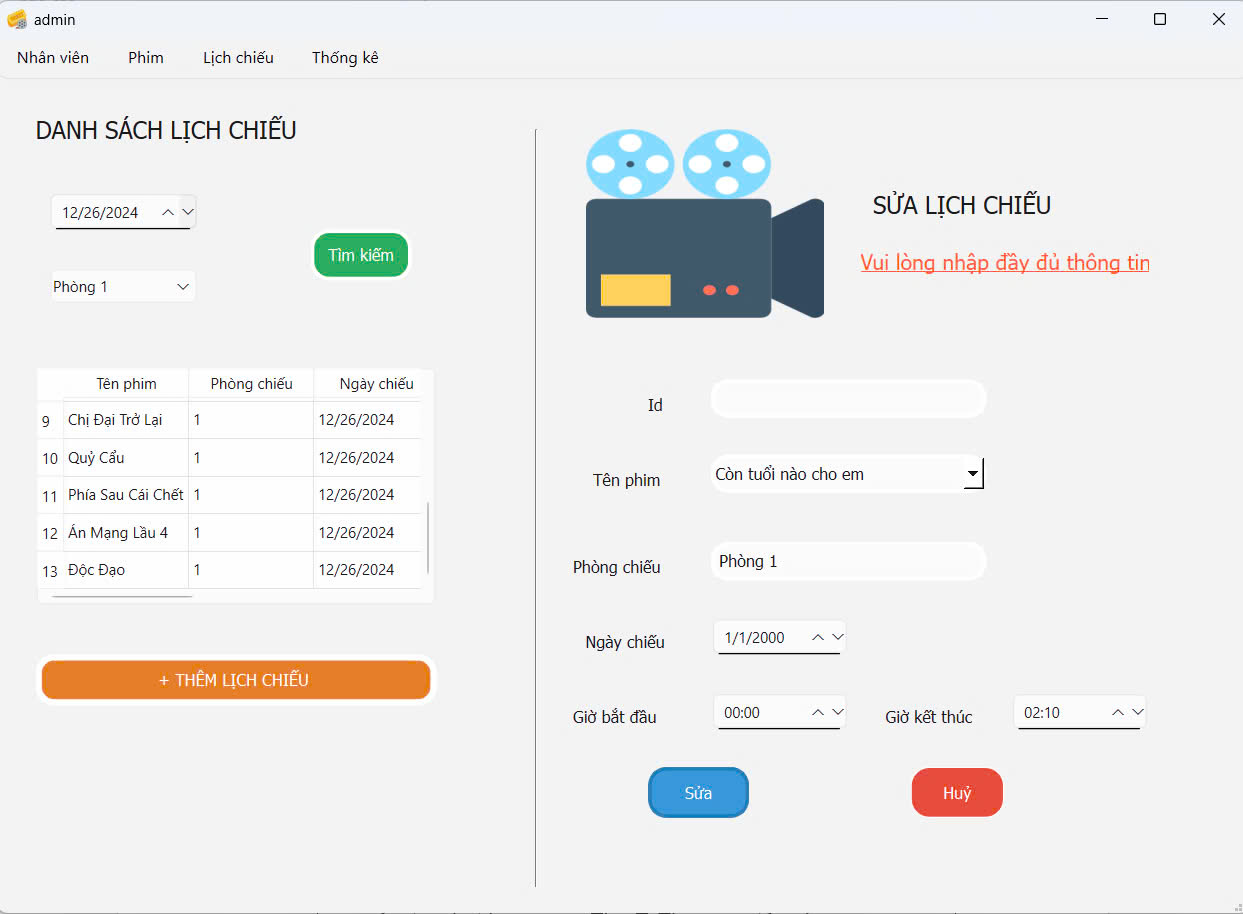 admin
Nhân viên Phim Lịch chiếu Thống kê
DANH SÁCH LỊCH CHIẾU
12/26/2024
Tìm kiếm
Phòng 1
Tên phim Phòng chiếu Ngày chiếu
9 Chị Đại Trở Lại 1 12/26/2024
10 Quỷ Cẩu 1 12/26/2024
11 Phía Sau Cái Chết 1 12/26/2024
12 Án Mạng Lầu 4 1 12/26/2024
13 Độc Đạo 1 12/26/2024
+ THÊM LỊCH CHIẾU
SỬA LỊCH CHIẾU
Vui lòng nhập đầy đủ thông tin
Id
Tên phim Còn tuổi nào cho em
Phòng chiếu Phòng 1
Ngày chiếu 1/1/2000
Giờ bắt đầu 00:00 Giờ kết thúc 02:10
Sửa Huỷ